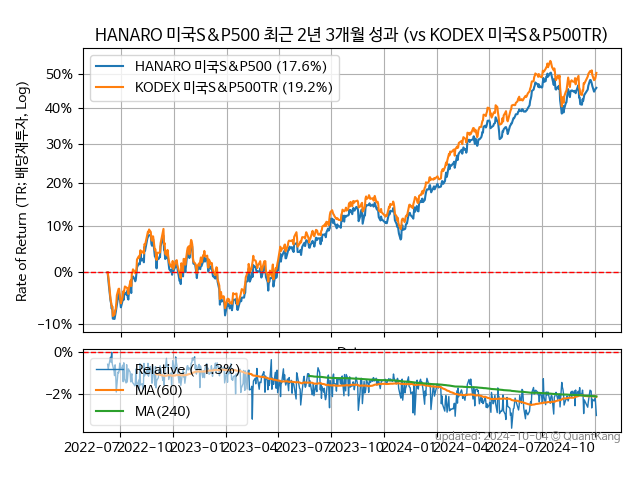 HANARO 미국S&P500 최근 2년 3개월 성과 (vs KODEX 미국S&P500TR)
Rate of Return (TR: 배당재투자, Log)
HANARO 미국S&P500 (17.6%)
KODEX 미국S&P500TR (19.2%)
50%
40%
30%
20%
10%
0%
−10%
0%
−2%
Relative (−1.3%)
MA(60)
MA(240)
updated: 2024-10-04 © QuantKang
2022-07 2022-10 2023-01 2023-04 2023-07 2023-10 2024-01 2024-04 2024-07 2024-10